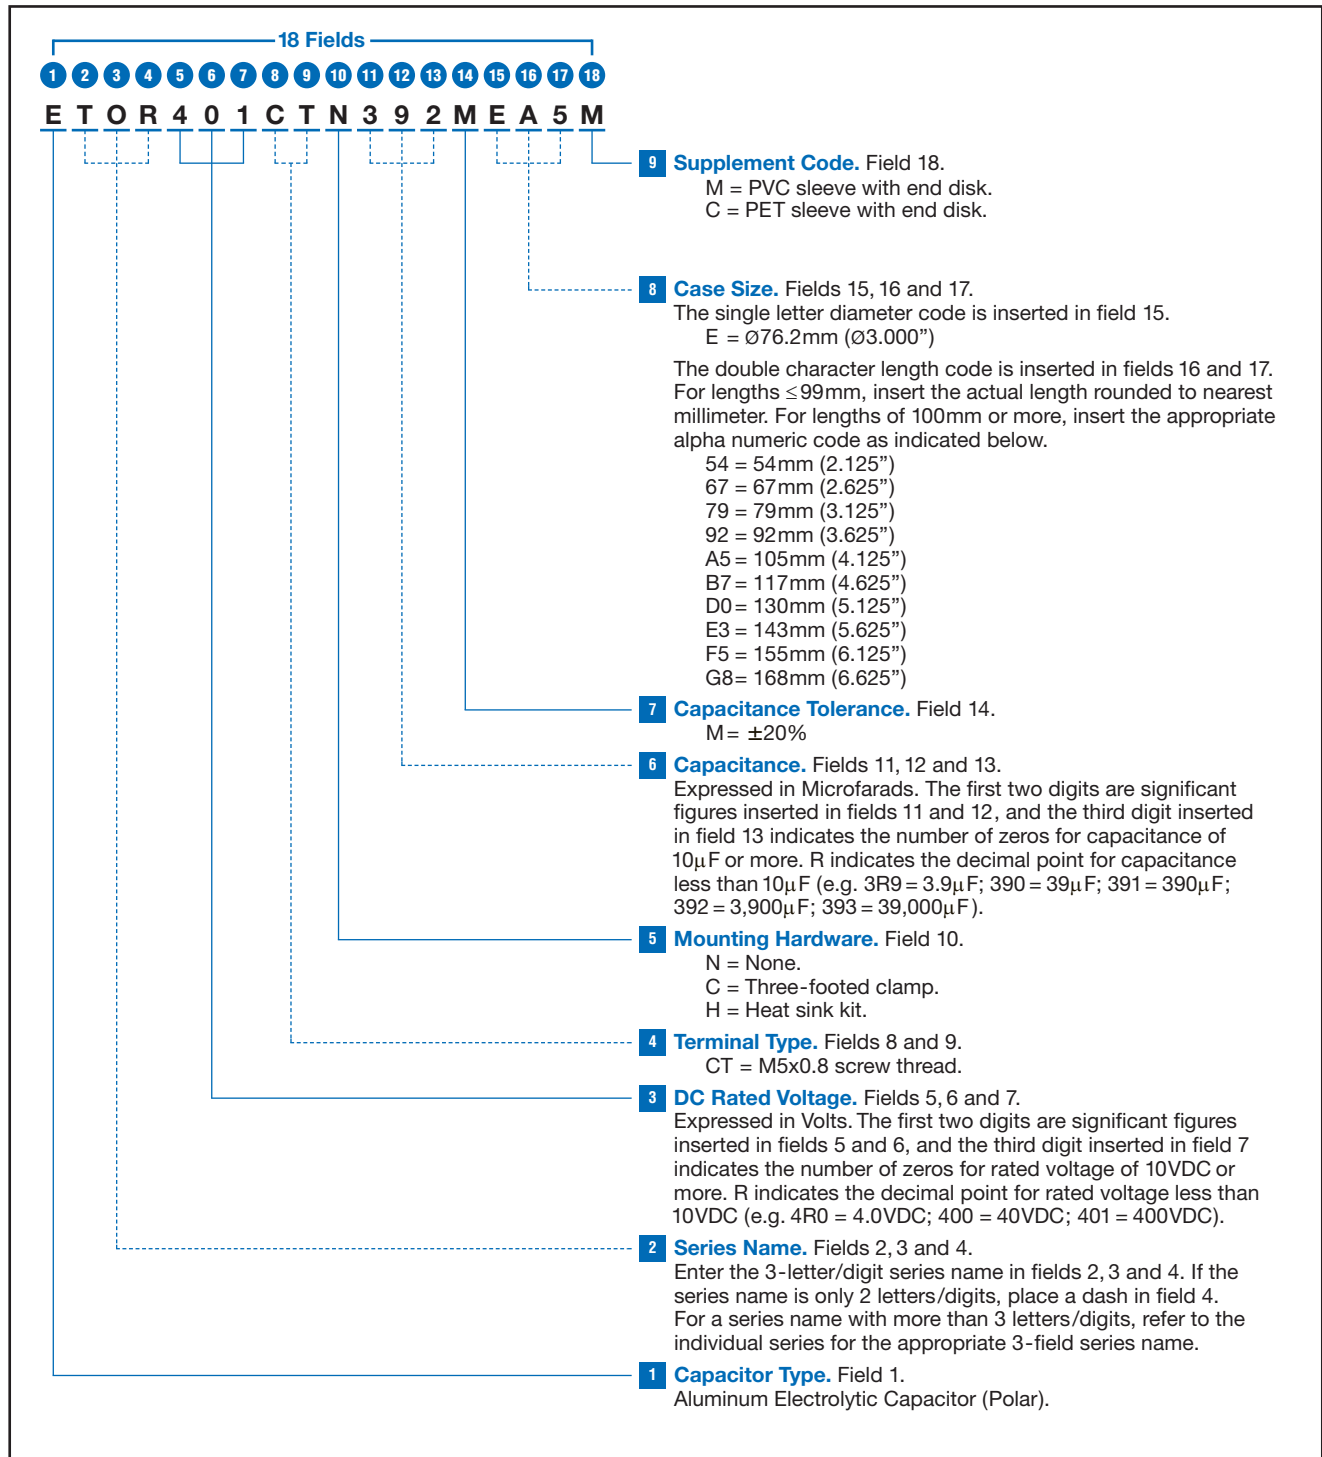 18 Fields
1 2 3 4 5 6 7 8 9 10 11 12 13 14 15 16 17 18
E T O R 4 0 1 C T N 3 9 2 M E A 5 M
9 Supplement Code. Field 18.
M = PVC sleeve with end disk.
C = PET sleeve with end disk.
8 Case Size. Fields 15, 16 and 17.
The single letter diameter code is inserted in field 15.
E = Ø76.2mm (Ø3.000”)
The double character length code is inserted in fields 16 and 17.
For lengths ≤99mm, insert the actual length rounded to nearest
millimeter. For lengths of 100mm or more, insert the appropriate
alpha numeric code as indicated below.
54 = 54mm (2.125”)
67 = 67mm (2.625”)
79 = 79mm (3.125”)
92 = 92mm (3.625”)
A5 = 105mm (4.125”)
B7 = 117mm (4.625”)
D0 = 130mm (5.125”)
E3 = 143mm (5.625”)
F5 = 155mm (6.125”)
G8 = 168mm (6.625”)
7 Capacitance Tolerance. Field 14.
M = ±20%
6 Capacitance. Fields 11, 12 and 13.
Expressed in Microfarads. The first two digits are significant
figures inserted in fields 11 and 12, and the third digit inserted
in field 13 indicates the number of zeros for capacitance of
10µF or more. R indicates the decimal point for capacitance
less than 10µF (e.g. 3R9 = 3.9µF; 390 = 39µF; 391 = 390µF;
392 = 3,900µF; 393 = 39,000µF).
5 Mounting Hardware. Field 10.
N = None.
C = Three-footed clamp.
H = Heat sink kit.
4 Terminal Type. Fields 8 and 9.
CT = M5x0.8 screw thread.
3 DC Rated Voltage. Fields 5, 6 and 7.
Expressed in Volts. The first two digits are significant figures
inserted in fields 5 and 6, and the third digit inserted in field 7
indicates the number of zeros for rated voltage of 10VDC or
more. R indicates the decimal point for rated voltage less than
10VDC (e.g. 4R0 = 4.0VDC; 400 = 40VDC; 401 = 400VDC).
2 Series Name. Fields 2, 3 and 4.
Enter the 3-letter/digit series name in fields 2, 3 and 4. If the
series name is only 2 letters/digits, place a dash in field 4.
For a series name with more than 3 letters/digits, refer to the
individual series for the appropriate 3-field series name.
1 Capacitor Type. Field 1.
Aluminum Electrolytic Capacitor (Polar).